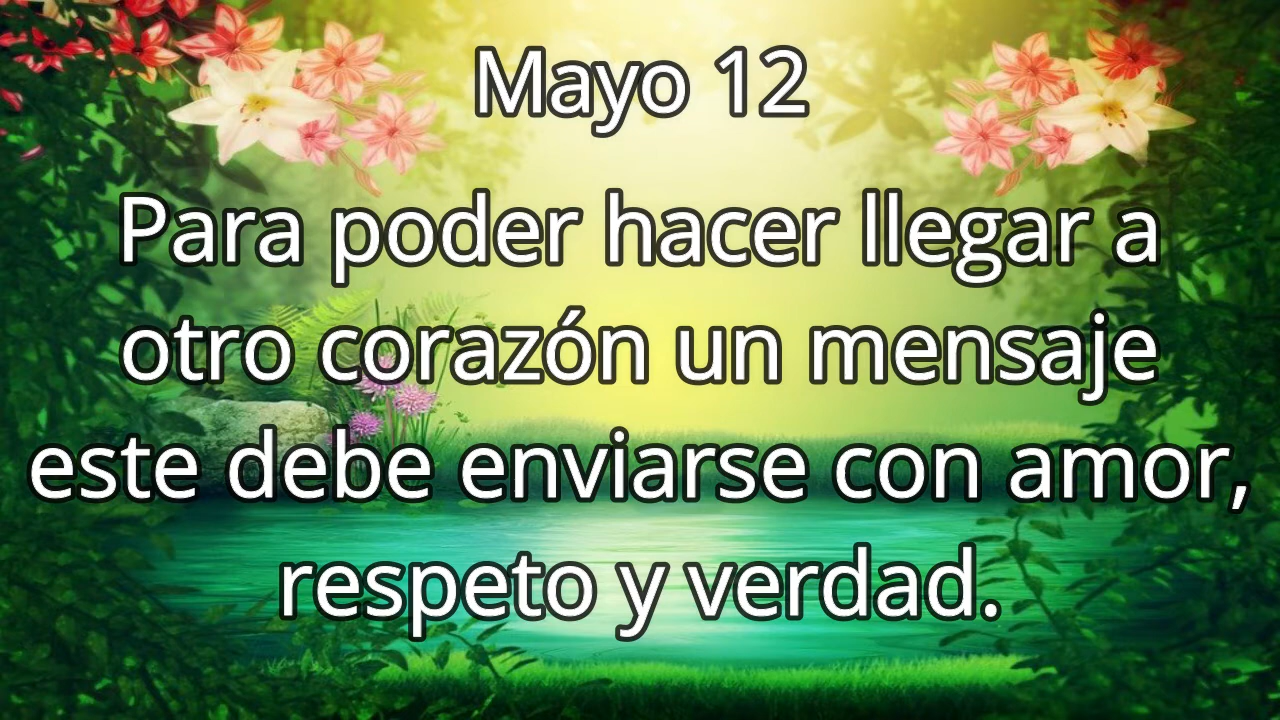 Mayo 12
Para poder hacer llegar a
otro corazón un mensaje
este debe enviarse con amor,
respeto y verdad.